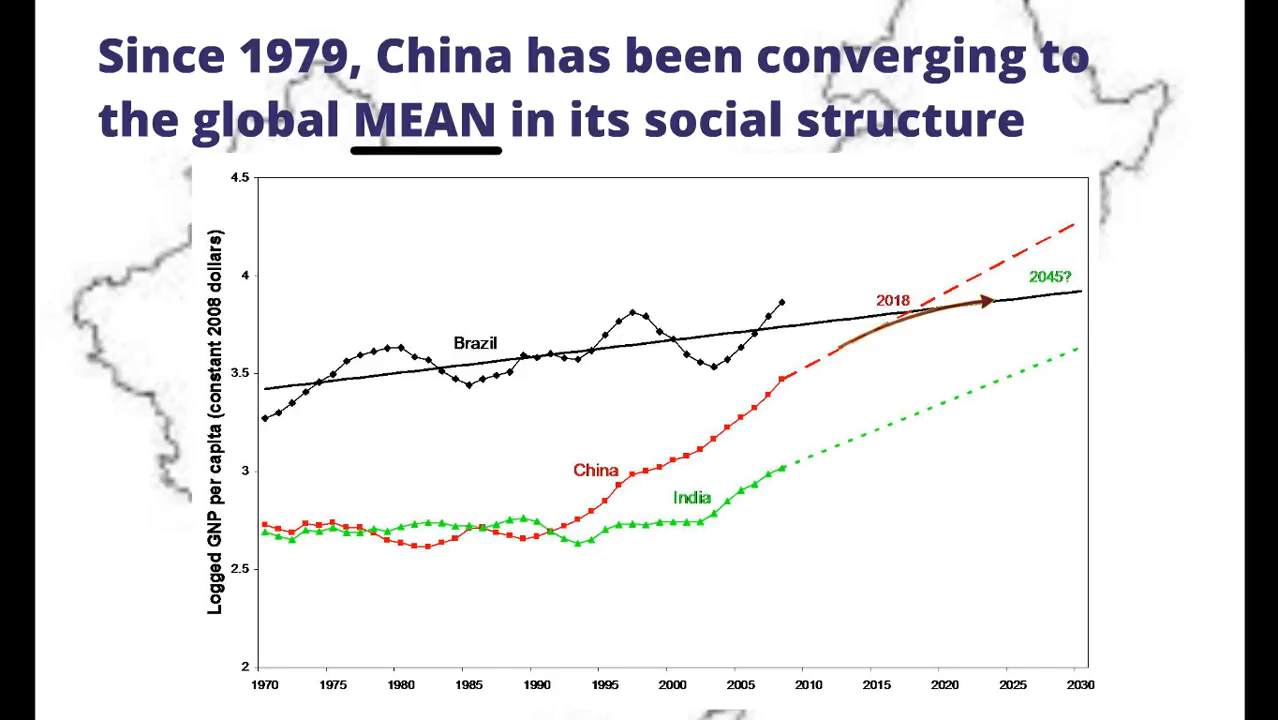 Since 1979, China has been converging to
the global MEAN in its social structure
Logged GNP per capita (constant 2008 dollars)
4.5
4
3.5
3
2.5
2
Brazil
China
India
2018
2045?
1970 1975 1980 1985 1990 1995 2000 2005 2010 2015 2020 2025 2030